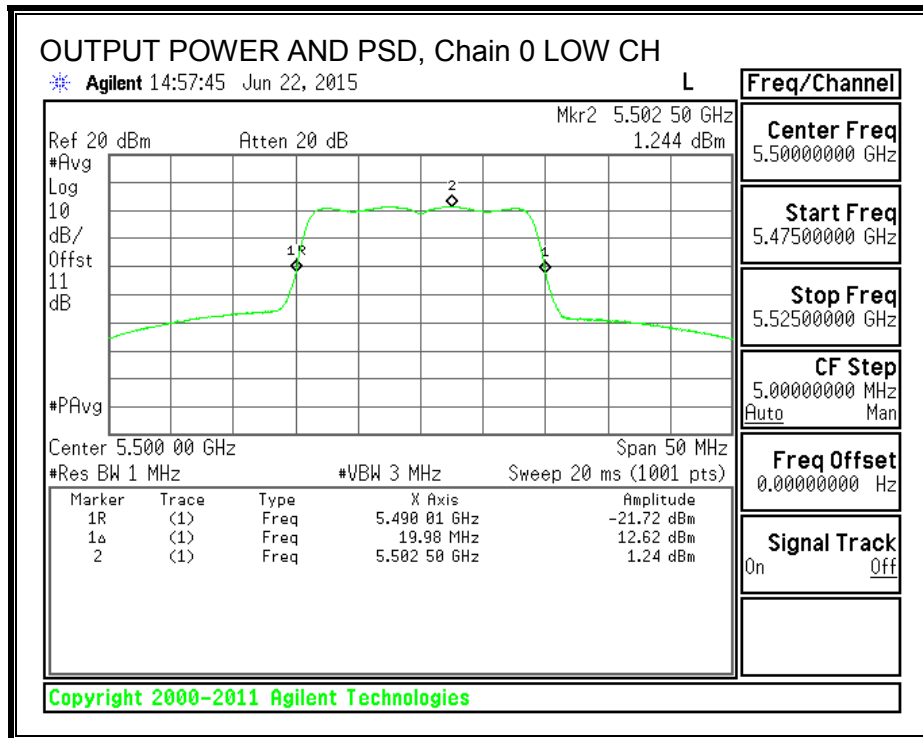 OUTPUT POWER AND PSD, Chain 0 LOW CH
Agilent 14:57:45 Jun 22, 2015 L
Mkr2 5.502 50 GHz
Ref 20 dBm Atten 20 dB 1.244 dBm
#Avg
Log
10
dB/
Offst
11
dB
#PAvg
2
1R
1
Center 5.500 00 GHz Span 50 MHz
#Res BW 1 MHz #VBW 3 MHz Sweep 20 ms (1001 pts)
Marker Trace Type X Axis Amplitude
1R (1) Freq 5.490 01 GHz -21.72 dBm
1Δ (1) Freq 19.98 MHz 12.62 dBm
2 (1) Freq 5.502 50 GHz 1.24 dBm
Copyright 2000-2011 Agilent Technologies
Freq/Channel
Center Freq
5.50000000 GHz
Start Freq
5.47500000 GHz
Stop Freq
5.52500000 GHz
CF Step
5.00000000 MHz
Auto Man
Freq Offset
0.00000000 Hz
Signal Track
On Off